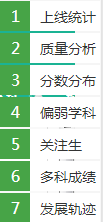 1 上线统计
2 质量分析
3 分数分布
4 偏弱学科
5 关注生
6 多科成绩
7 发展轨迹